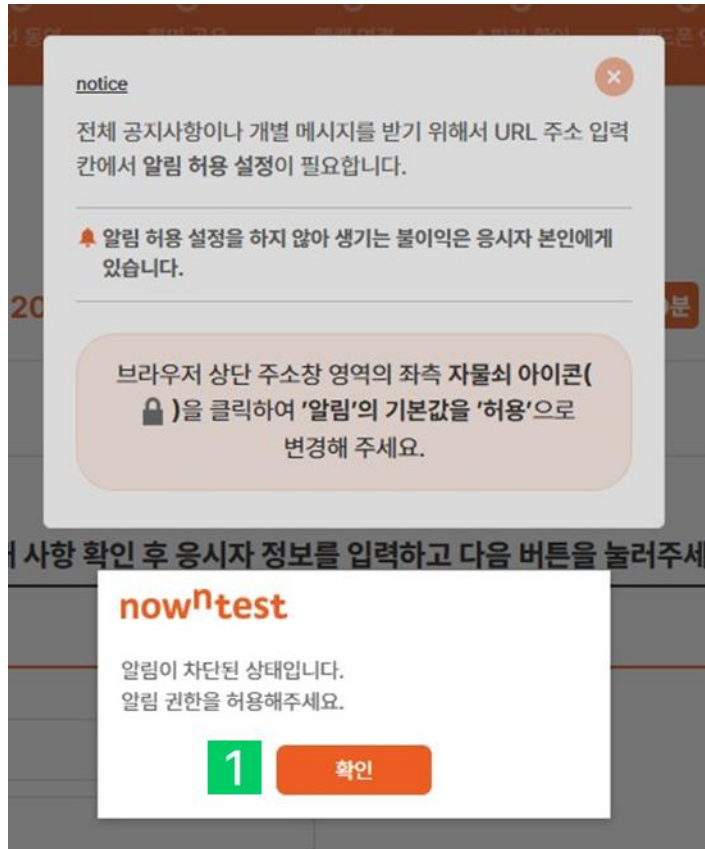 notice
전체 공지사항이나 개별 메시지를 받기 위해서 URL 주소 입력
칸에서 알림 허용 설정이 필요합니다.
알림 허용 설정을 하지 않아 생기는 불이익은 응시자 본인에게
있습니다.
20
분
브라우저 상단 주소창 영역의 좌측 자물쇠 아이콘(
)을 클릭하여 '알림'의 기본값을 '허용'으로
변경해 주세요.
사항 확인 후 응시자 정보를 입력하고 다음 버튼을 눌러주세
nowntest
알림이 차단된 상태입니다.
알림 권한을 허용해주세요.
1 확인